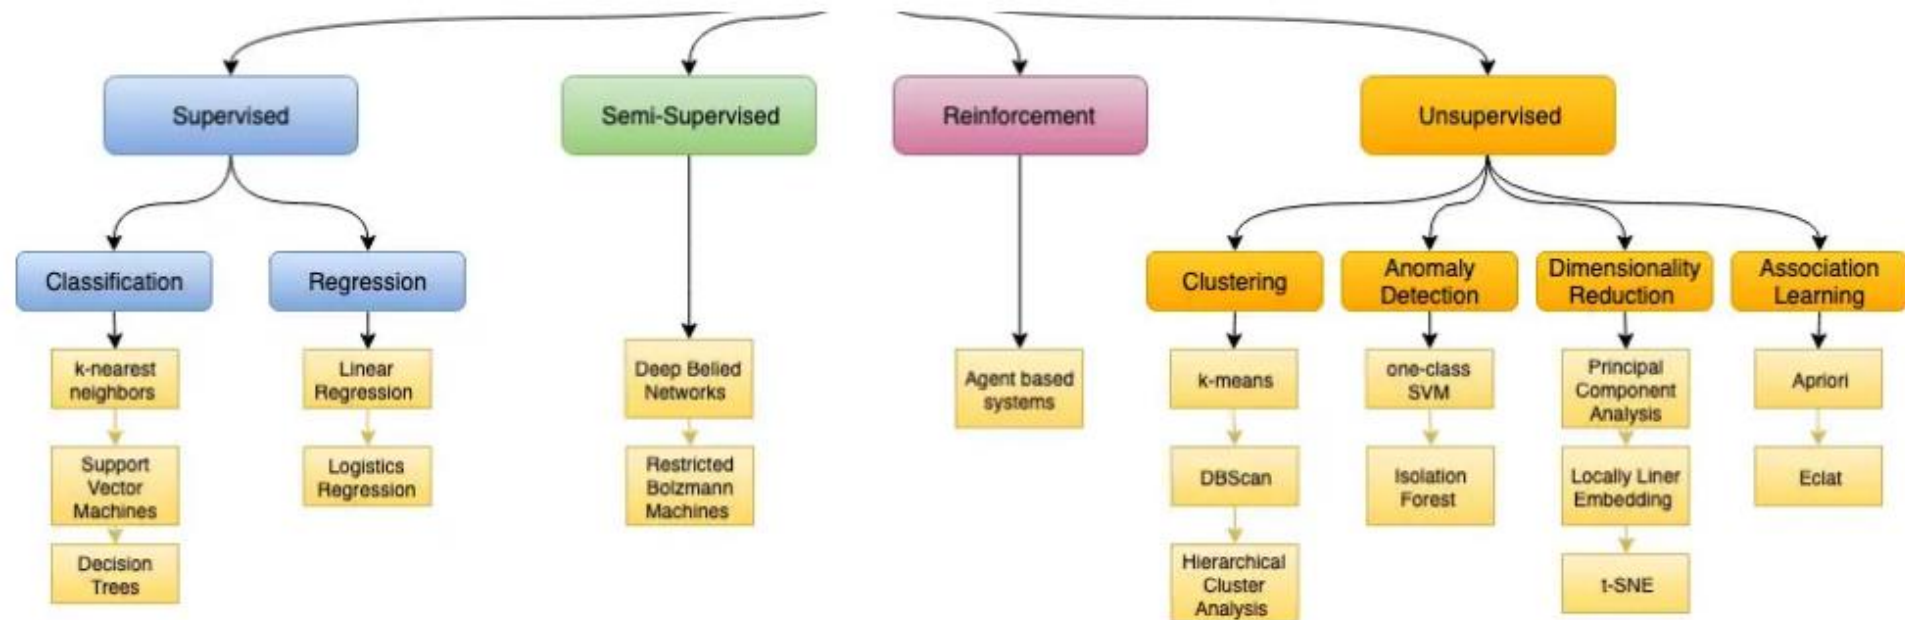 Supervised
Semi-Supervised
Reinforcement
Unsupervised
Classification
Regression
Clustering
Anomaly
Detection
Dimensionality
Reduction
Association
Learning
k-nearest
neighbors
Support
Vector
Machines
Decision
Trees
Linear
Regression
Logistics
Regression
Deep Belied
Networks
Restricted
Bolzmann
Machines
Agent based
systems
k-means
DBScan
Hierarchical
Cluster
Analysis
one-class
SVM
Isolation
Forest
Principal
Component
Analysis
Locally Liner
Embedding
t-SNE
Apriori
Eclat